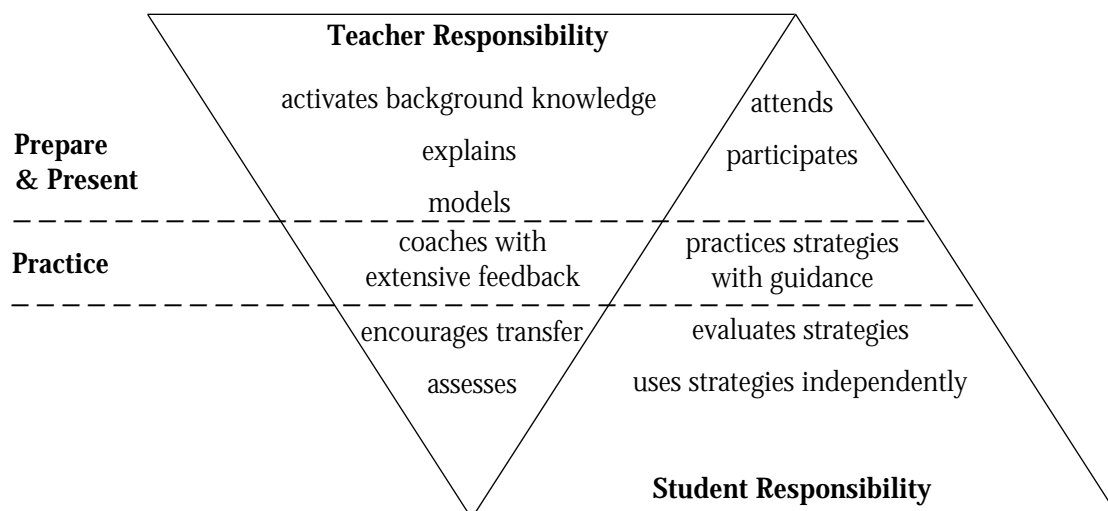 Teacher Responsibility
activates background knowledge
attends
Prepare
& Present
explains
participates
models
Practice
coaches with
extensive feedback
practices strategies
with guidance
encourages transfer
evaluates strategies
assesses
uses strategies independently
Student Responsibility